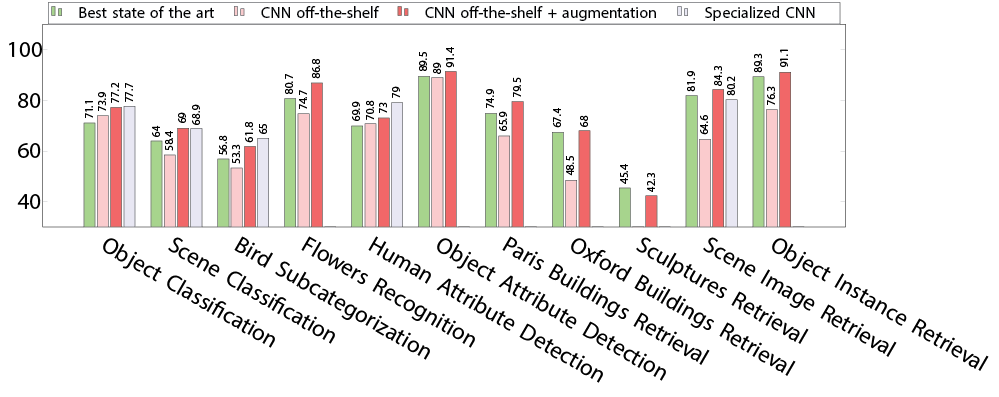 Best state of the art CNN off-the-shelf CNN off-the-shelf + augmentation Specialized CNN
100
80
60
40
71.1 73.9 77.2 77.7
64 58.4 69 68.9
56.8 53.3 61.8 65
80.7 74.7 86.8
69.9 70.8 73 79
89.5 89 91.4
74.9 65.9 79.5
67.4 48.5 68
45.4 42.3
81.9 64.6 84.3 80.2
89.3 76.3 91.1
Object Classification
Scene Classification
Bird Subcategorization
Flowers Recognition
Human Attribute Detection
Object Attribute Detection
Paris Buildings Retrieval
Oxford Buildings Retrieval
Sculptures Retrieval
Scene Image Retrieval
Object Instance Retrieval